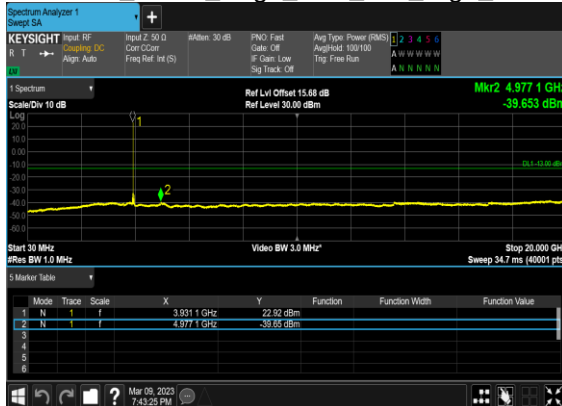 Spectrum Analyzer 1
Swept SA
+
KEYSIGHT Input: RF Input Z: 50 Ω #Atten: 30 dB PNO: Fast Avg Type: Power (RMS) 1 2 3 4 5 6
R T Coupling: DC Corr CCorr Gate: Off Avg|Hold: 100/100 A W W W W W
Align: Auto Freq Ref: Int (S) IF Gain: Low Trig: Free Run
LU Sig Track: Off A N N N N N
1 Spectrum Ref Lvl Offset 15.68 dB Mkr2 4.977 1 GHz
Scale/Div 10 dB Ref Level 30.00 dBm -39.653 dBm
Log
20.0
10.0
0.00
-10.0
DL1 -13.00 dBm
-20.0
-30.0
-40.0
-50.0
-60.0
1
2
Start 30 MHz Video BW 3.0 MHz* Stop 20.000 GHz
#Res BW 1.0 MHz Sweep 34.7 ms (40001 pts)
5 Marker Table
Mode Trace Scale X Y Function Function Width Function Value
1 N 1 f 3.931 1 GHz 22.92 dBm
2 N 1 f 4.977 1 GHz -39.65 dBm
3
4
5
6
? Mar 09, 2023
7:43:25 PM